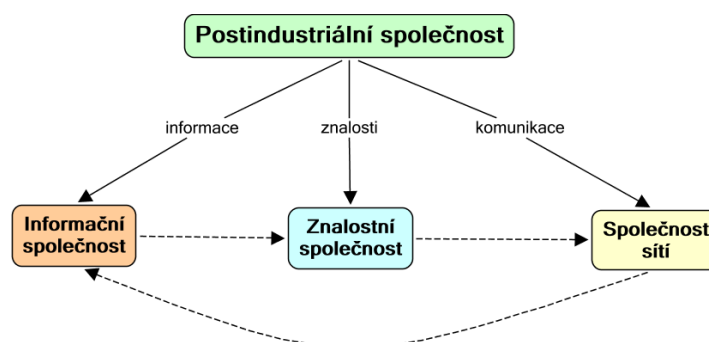 Postindustriální společnost
informace
znalosti
komunikace
Informační
společnost
Znalostní
společnost
Společnost
sítí